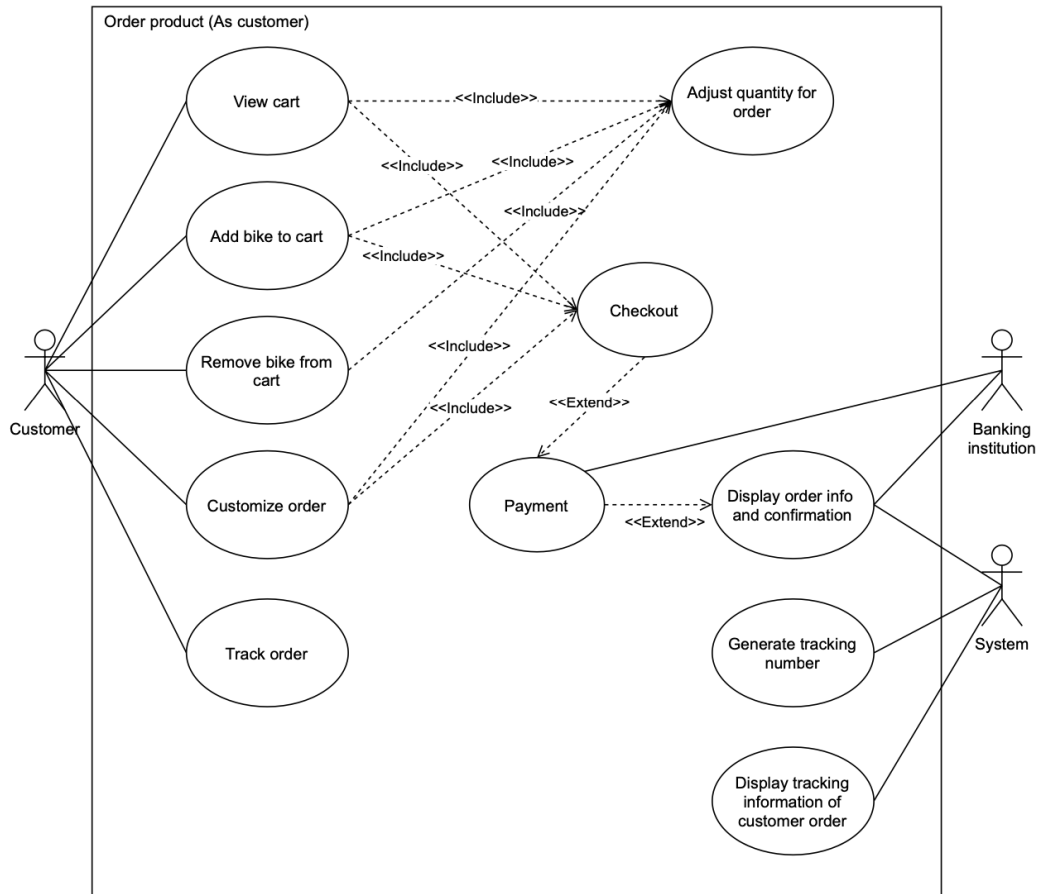 Order product (As customer)
View cart
<<Include>>
Adjust quantity for
order
<<Include>>
<<Include>>
<<Include>>
Add bike to cart
<<Include>>
Checkout
Remove bike from
cart
<<Include>>
<<Include>>
<<Extend>>
Customer
Banking
institution
Customize order
Payment
<<Extend>>
Display order info
and confirmation
Track order
Generate tracking
number
System
Display tracking
information of
customer order